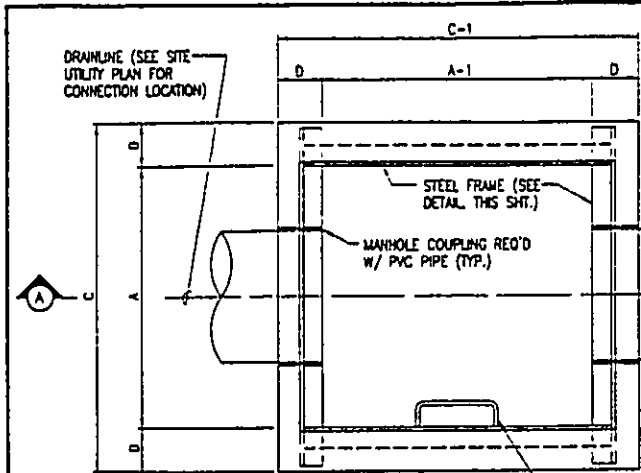 C-1
DRAINLINE (SEE SITE
UTILITY PLAN FOR
CONNECTION LOCATION)
D
A-1
D
D
STEEL FRAME (SEE
DETAIL THIS SHT.)
MANHOLE COUPLING REQ'D
W/ PVC PIPE (TYP.)
A
C
A
D